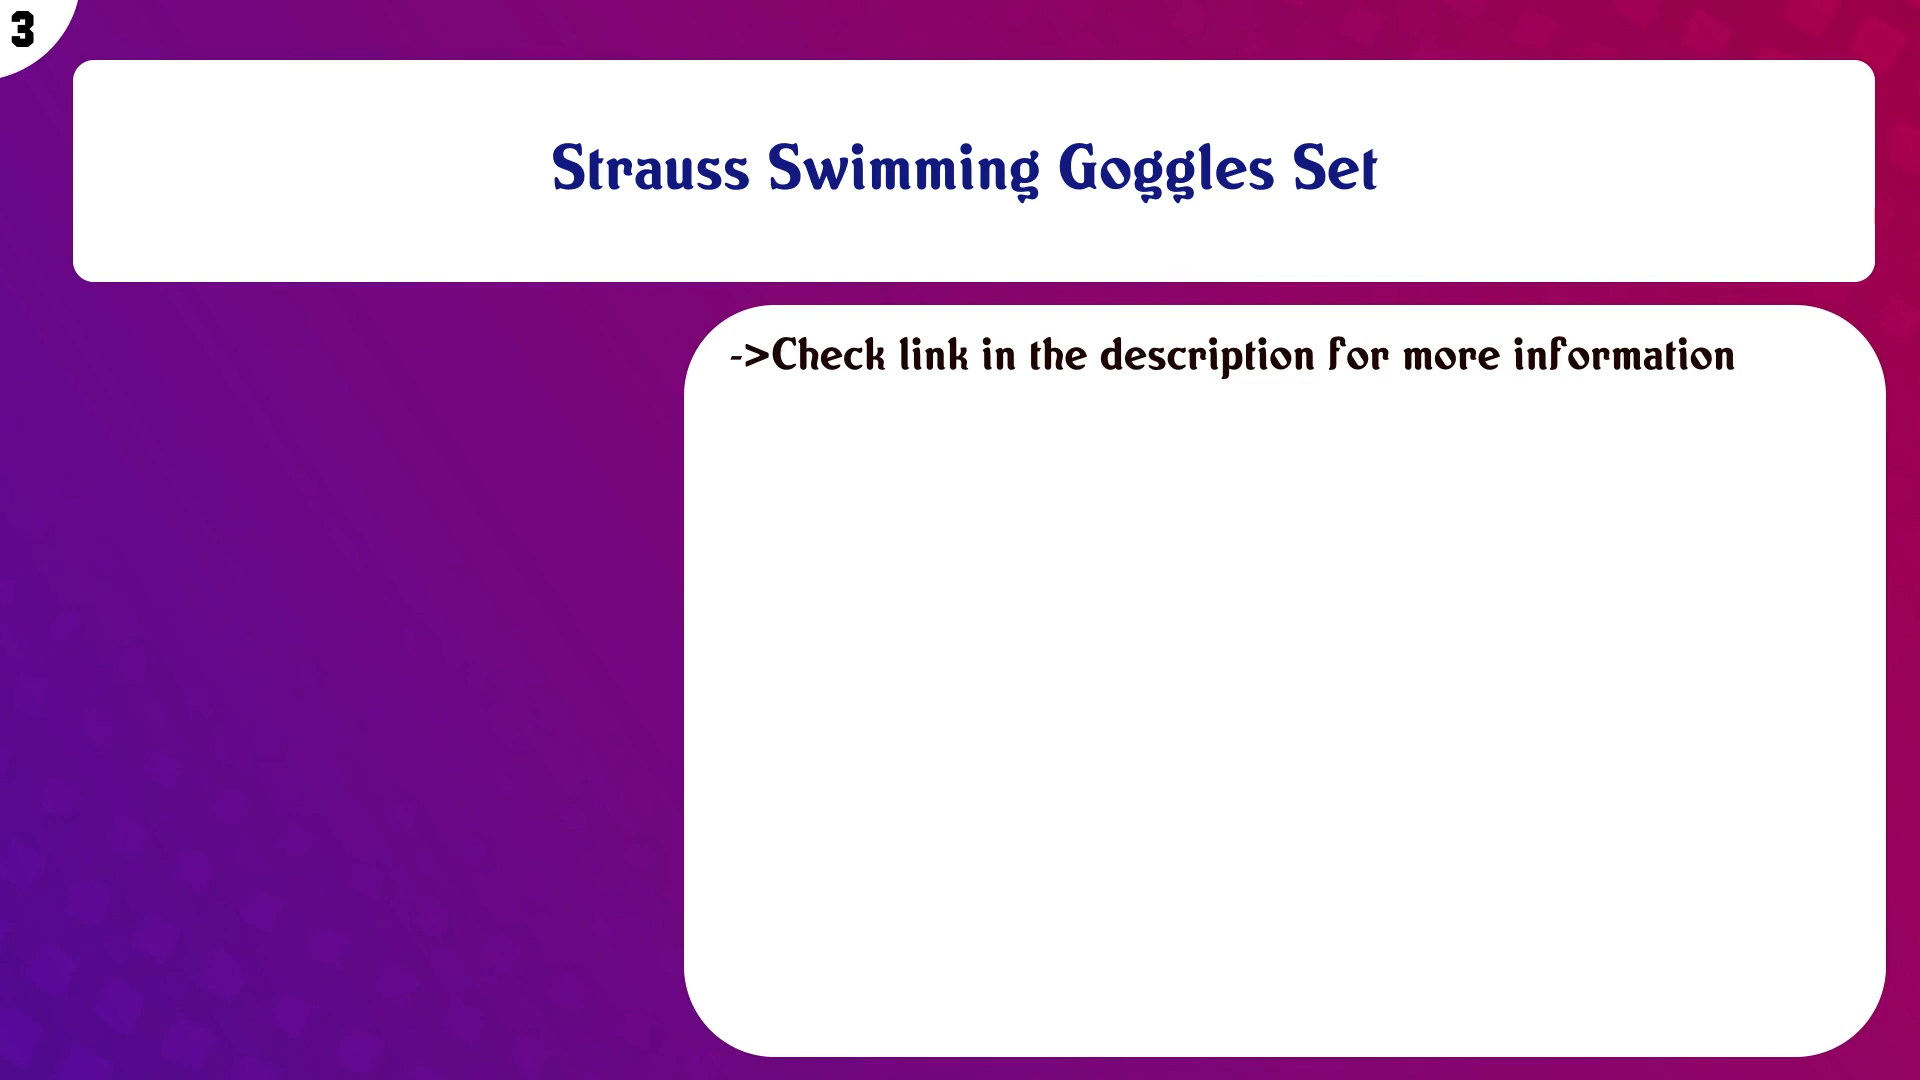 3
Strauss Swimming Goggles Set
->Check link in the description for more information